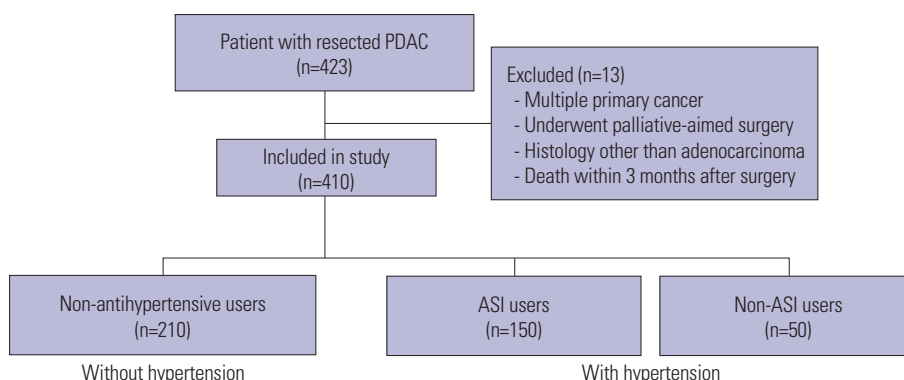 Patient with resected PDAC
(n=423)
Excluded (n=13)
- Multiple primary cancer
- Underwent palliative-aimed surgery
- Histology other than adenocarcinoma
- Death within 3 months after surgery
Included in study
(n=410)
Non-antihypertensive users
(n=210)
ASI users
(n=150)
Non-ASI users
(n=50)
Without hypertension
With hypertension